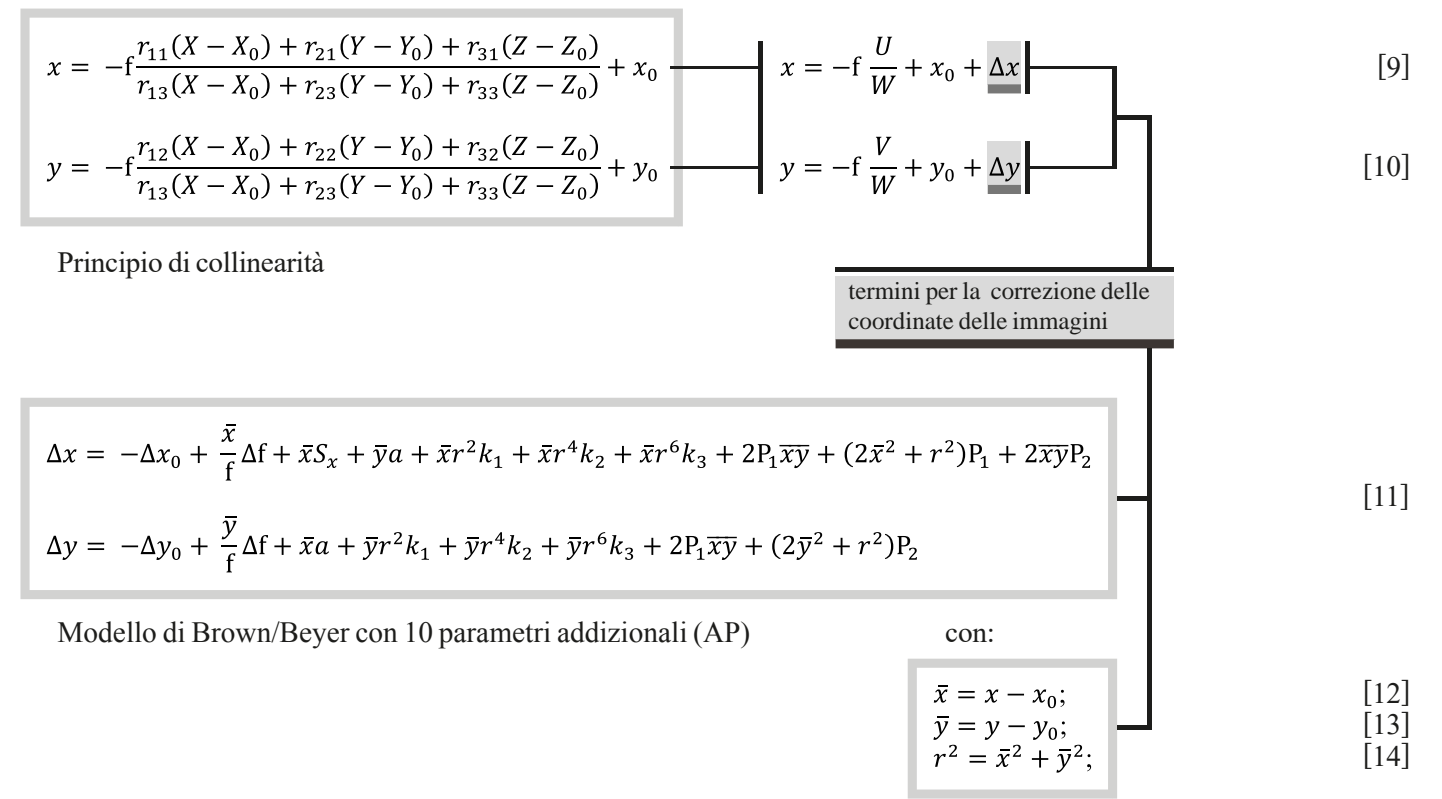 x = −f r₁₁(X − X₀) + r₂₁(Y − Y₀) + r₃₁(Z − Z₀) / r₁₃(X − X₀) + r₂₃(Y − Y₀) + r₃₃(Z − Z₀) + x₀ x = −f U/W + x₀ + Δx [9]
y = −f r₁₂(X − X₀) + r₂₂(Y − Y₀) + r₃₂(Z − Z₀) / r₁₃(X − X₀) + r₂₃(Y − Y₀) + r₃₃(Z − Z₀) + y₀ y = −f V/W + y₀ + Δy [10]
Principio di collinearità
termini per la correzione delle
coordinate delle immagini
Δx = −Δx₀ + x̄/f Δf + x̄Sₓ + ȳa + x̄r²k₁ + x̄r⁴k₂ + x̄r⁶k₃ + 2P₁x̅y̅ + (2x̄² + r²)P₁ + 2x̅y̅P₂
[11]
Δy = −Δy₀ + ȳ/f Δf + x̄a + ȳr²k₁ + ȳr⁴k₂ + ȳr⁶k₃ + 2P₁x̅y̅ + (2ȳ² + r²)P₂
Modello di Brown/Beyer con 10 parametri addizionali (AP) con:
x̄ = x − x₀; [12]
ȳ = y − y₀; [13]
r² = x̄² + ȳ²; [14]